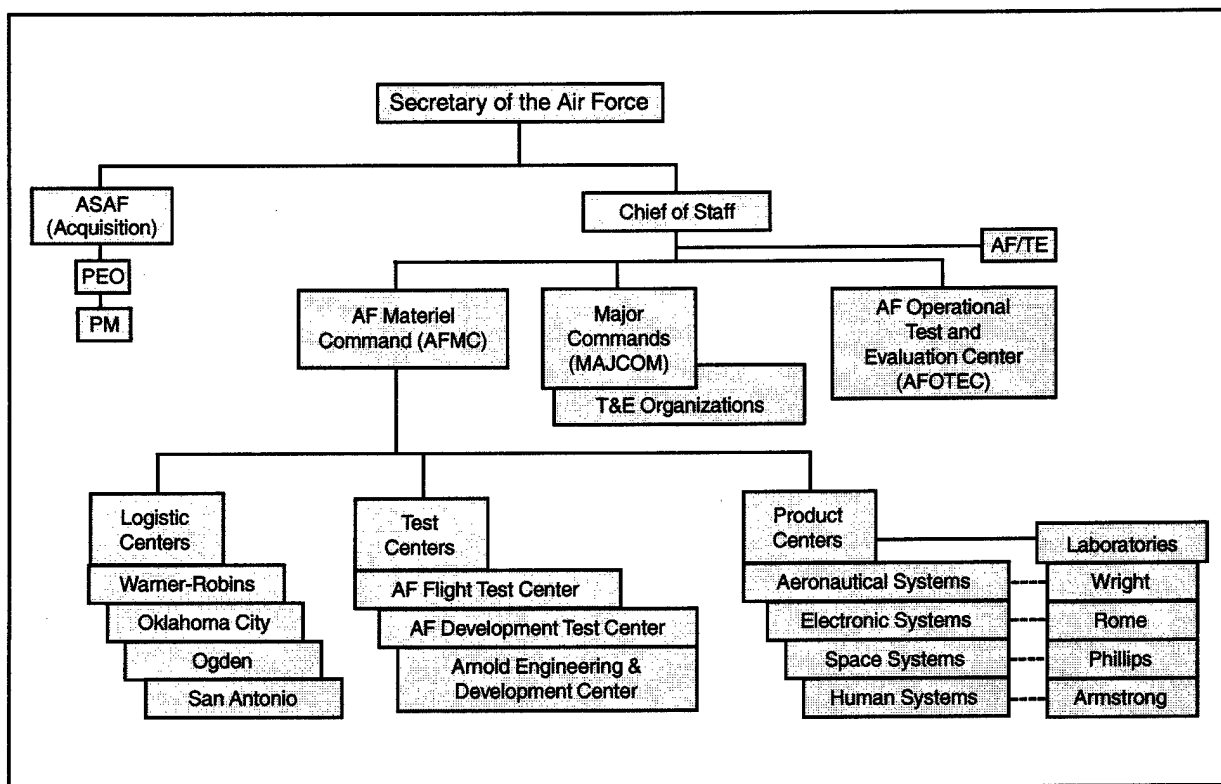 Secretary of the Air Force
ASAF
(Acquisition)
PEO
PM
Chief of Staff
AF/TE
AF Materiel
Command (AFMC)
Major
Commands
(MAJCOM)
T&E Organizations
AF Operational
Test and
Evaluation Center
(AFOTEC)
Logistic
Centers
Warner-Robins
Oklahoma City
Ogden
San Antonio
Test
Centers
AF Flight Test Center
AF Development Test Center
Arnold Engineering &
Development Center
Product
Centers
Aeronautical Systems
Electronic Systems
Space Systems
Human Systems
Laboratories
Wright
Rome
Phillips
Armstrong